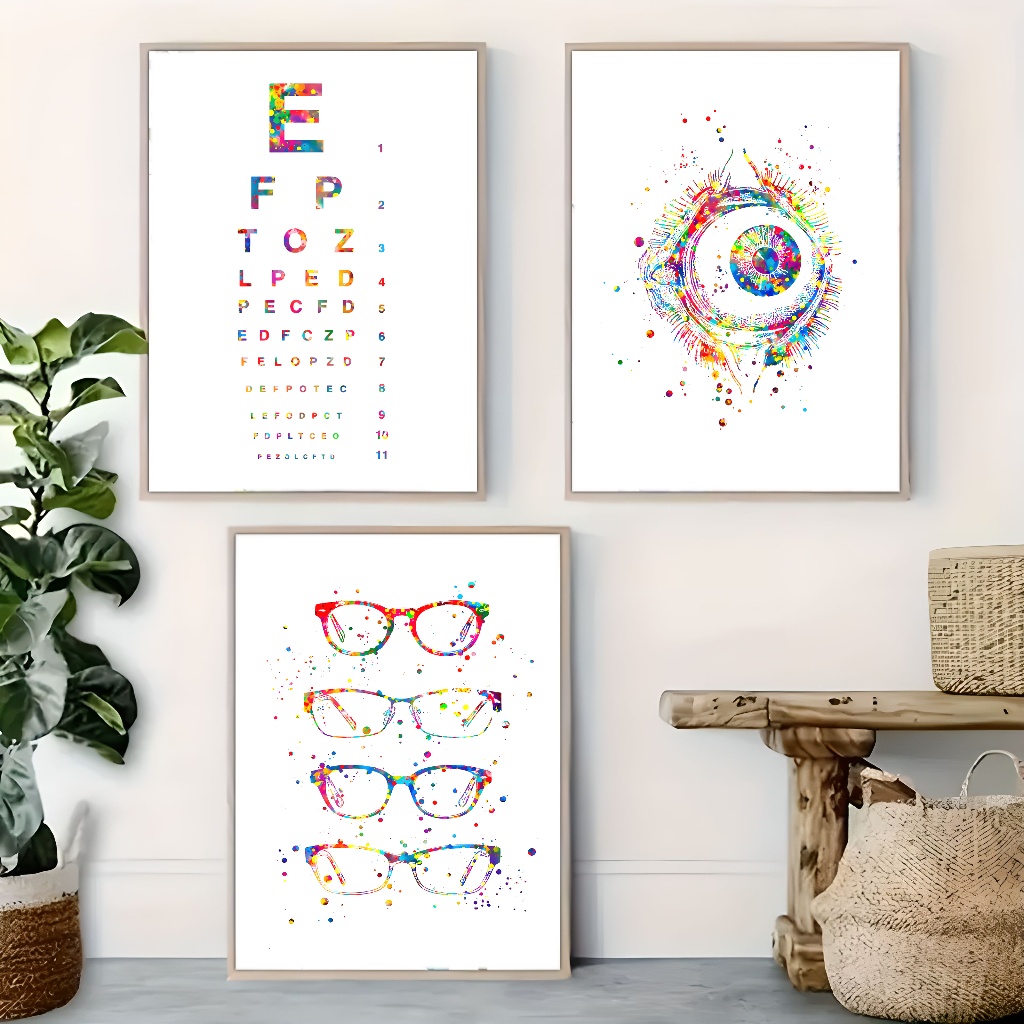 E 1
F P 2
T O Z 3
L P E D 4
P E C F D 5
E D F C Z P 6
F E L O P Z D 7
D E F P O T E C 8
L E F O D P C T 9
F D P L T C E O 10
P E Z O L C F T D 11